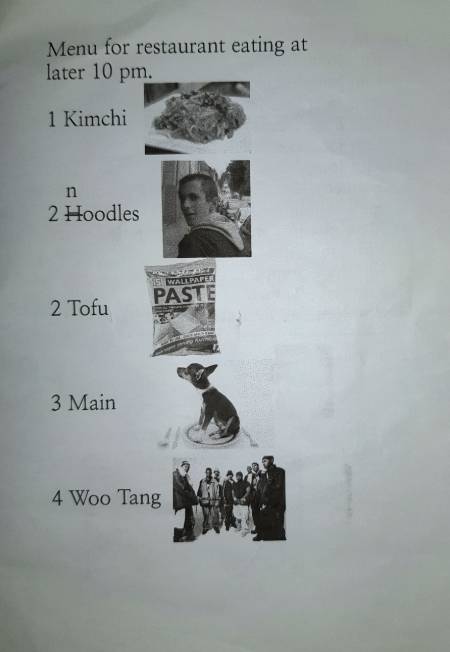 Menu for restaurant eating at
later 10 pm.
1 Kimchi
n
2 Hoodles
WALLPAPER
PASTE
2 Tofu
3 Main
4 Woo Tang